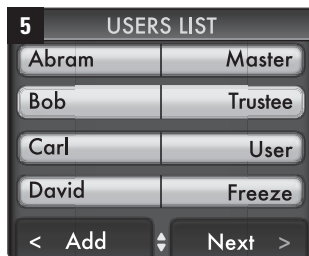 5 USERS LIST
Abram Master
Bob Trustee
Carl User
David Freeze
< Add Next >